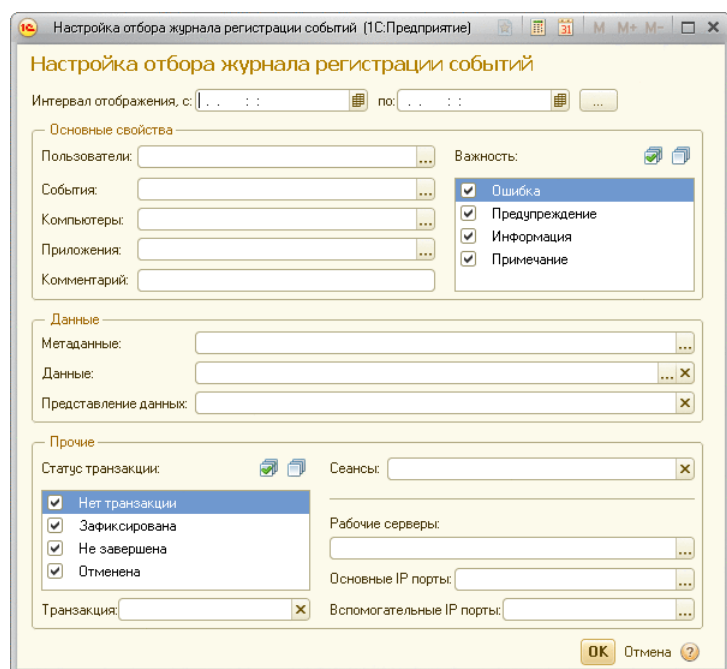 1С Настройка отбора журнала регистрации событий (1С:Предприятие) 31 M M+ M-
Настройка отбора журнала регистрации событий
Интервал отображения, с: . . : : по: . . : : ...
Основные свойства
Пользователи: ...
События: ...
Компьютеры: ...
Приложения: ...
Комментарий:
Важность:
Ошибка
Предупреждение
Информация
Примечание
Данные
Метаданные: ...
Данные: ...
Представление данных:
Прочие
Статус транзакции:
Нет транзакции
Зафиксирована
Не завершена
Отменена
Транзакция:
Сеансы:
Рабочие серверы:
...
Основные IP порты: ...
Вспомогательные IP порты: ...
OK Отмена ?